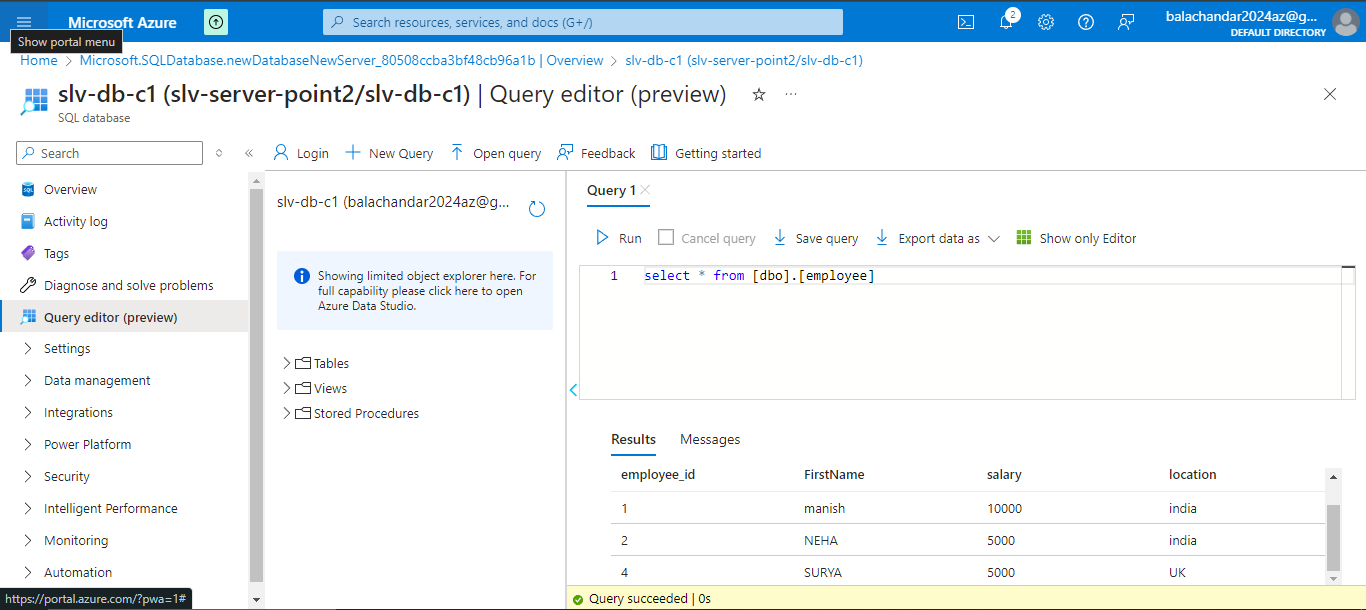 Microsoft Azure
Search resources, services, and docs (G+/)
2
balachandar2024az@g...
DEFAULT DIRECTORY
Show portal menu
Home > Microsoft.SQLDatabase.newDatabaseNewServer_80508ccba3bf48cb96a1b | Overview > slv-db-c1 (slv-server-point2/slv-db-c1)
slv-db-c1 (slv-server-point2/slv-db-c1) | Query editor (preview)
SQL database
Search
Login
New Query
Open query
Feedback
Getting started
Overview
Activity log
Tags
Diagnose and solve problems
Query editor (preview)
Settings
Data management
Integrations
Power Platform
Security
Intelligent Performance
Monitoring
Automation
https://portal.azure.com/?pwa=1#
slv-db-c1 (balachandar2024az@g...
Showing limited object explorer here. For
full capability please click here to open
Azure Data Studio.
Tables
Views
Stored Procedures
Query 1
Run
Cancel query
Save query
Export data as
Show only Editor
1 select * from [dbo].[employee]
Results Messages
employee_id FirstName salary location
1 manish 10000 india
2 NEHA 5000 india
4 SURYA 5000 UK
Query succeeded | 0s